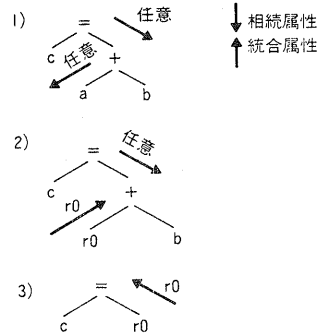 1)
= 任意
c 任意 +
a b
相続属性
統合属性
2)
= 任意
c +
r0
r0 b
3)
= r0
c r0